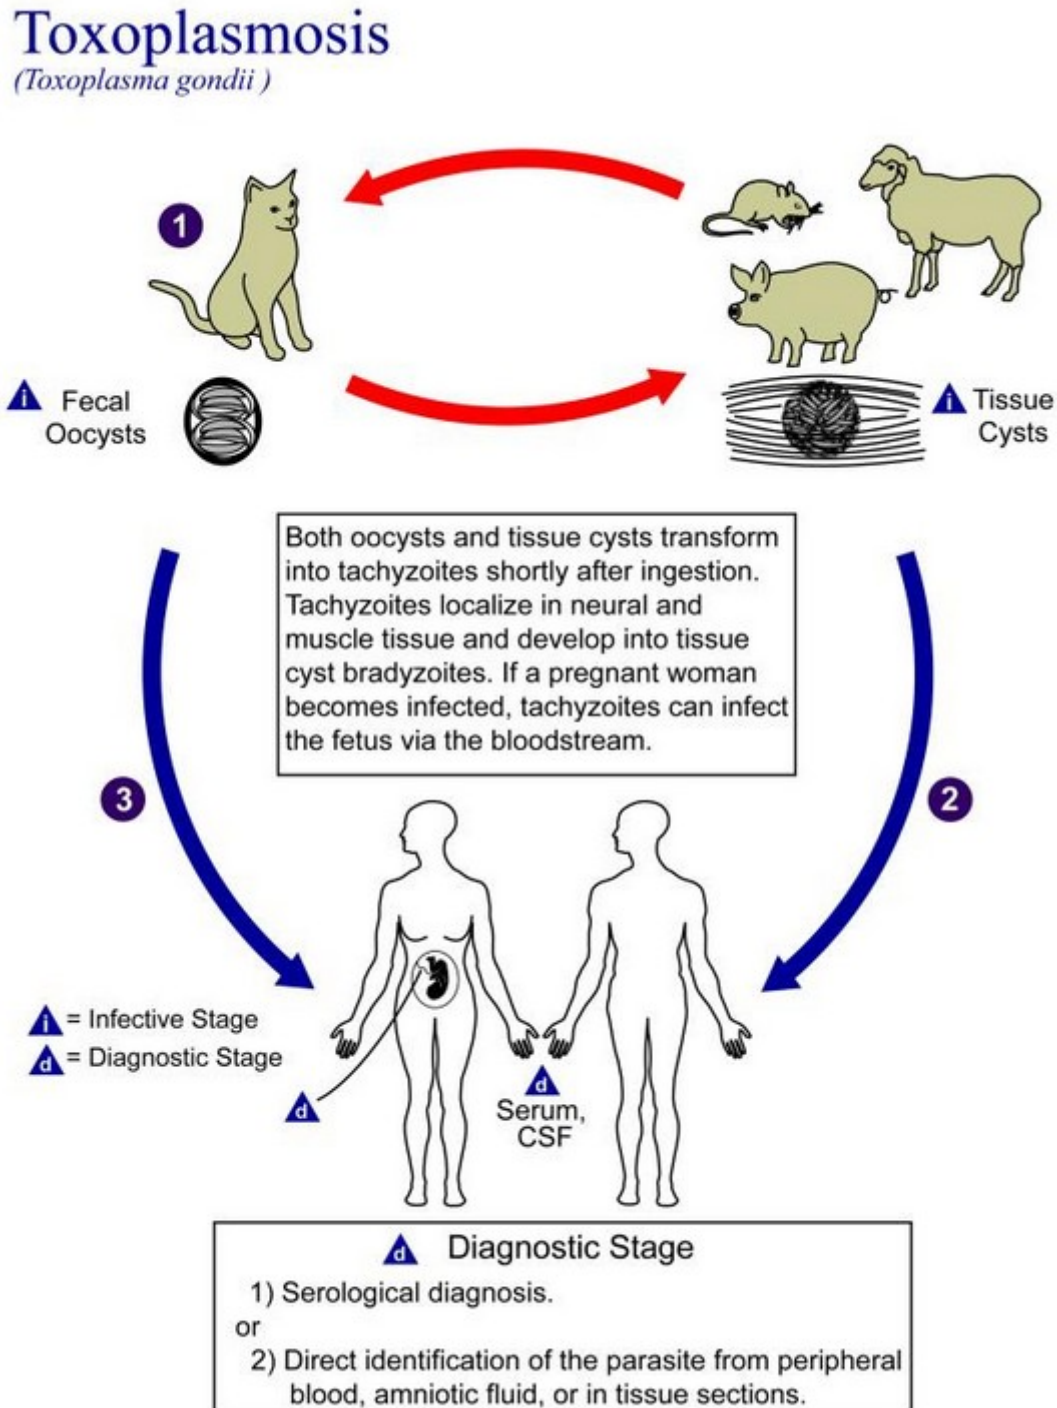 Toxoplasmosis
(Toxoplasma gondii )
1
i Fecal
Oocysts
i Tissue
Cysts
Both oocysts and tissue cysts transform
into tachyzoites shortly after ingestion.
Tachyzoites localize in neural and
muscle tissue and develop into tissue
cyst bradyzoites. If a pregnant woman
becomes infected, tachyzoites can infect
the fetus via the bloodstream.
3
2
i = Infective Stage
d = Diagnostic Stage
d
d
Serum,
CSF
d Diagnostic Stage
1) Serological diagnosis.
or
2) Direct identification of the parasite from peripheral
blood, amniotic fluid, or in tissue sections.